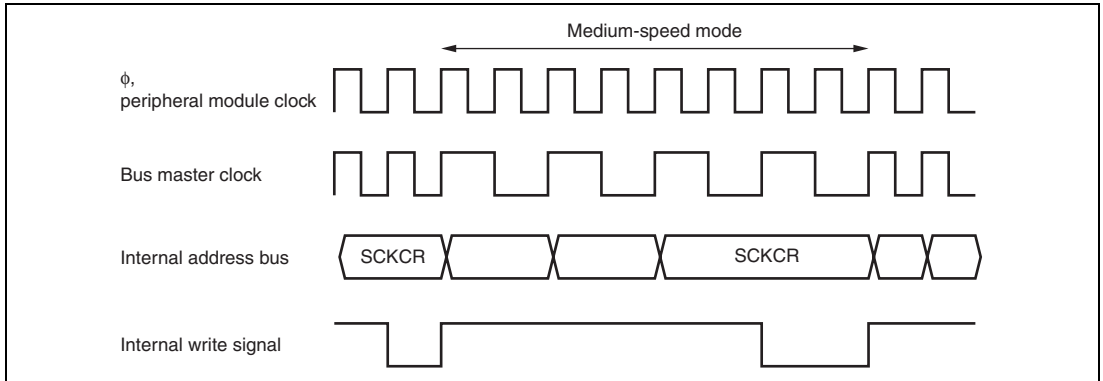 Medium-speed mode
ϕ,
peripheral module clock
Bus master clock
Internal address bus
SCKCR
SCKCR
Internal write signal